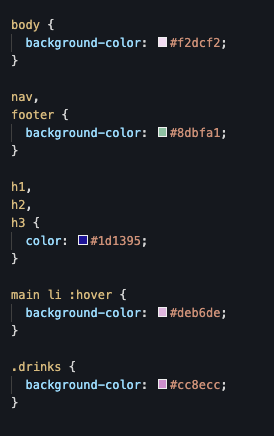 body {
background-color: #f2dcf2;
}
nav,
footer {
background-color: #8dbfa1;
}
h1,
h2,
h3 {
color: #1d1395;
}
main li :hover {
background-color: #deb6de;
}
.drinks {
background-color: #cc8ecc;
}